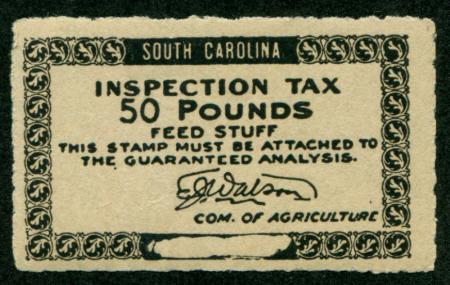 SOUTH CAROLINA
INSPECTION TAX
50 POUNDS
FEED STUFF
THIS STAMP MUST BE ATTACHED TO
THE GUARANTEED ANALYSIS.
E.J. Watson
COM. OF AGRICULTURE